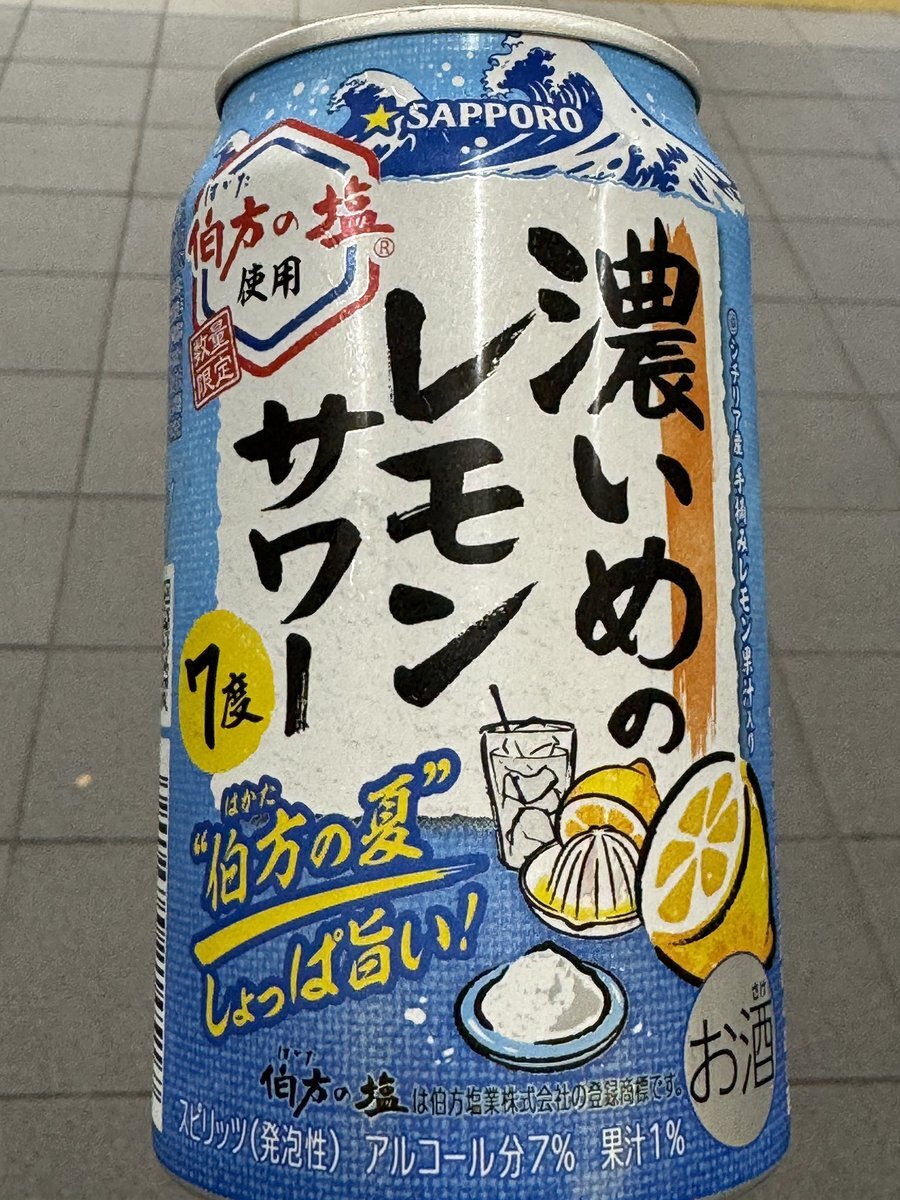 ★SAPPORO
はかた
伯方の塩®
使用
数量
限定
濃いめの
レモン
サワー
シチリア産 手摘みレモン果汁入り
7度
はかた
“伯方の夏”
しょっぱ旨い!
さけ
お酒
はかた
伯方の塩は伯方塩業株式会社の登録商標です。
スピリッツ(発泡性) アルコール分7% 果汁1%